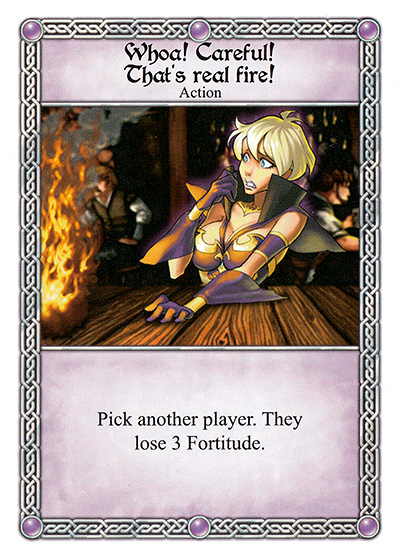 Whoa! Careful!
That's real fire!
Action
Pick another player. They
lose 3 Fortitude.